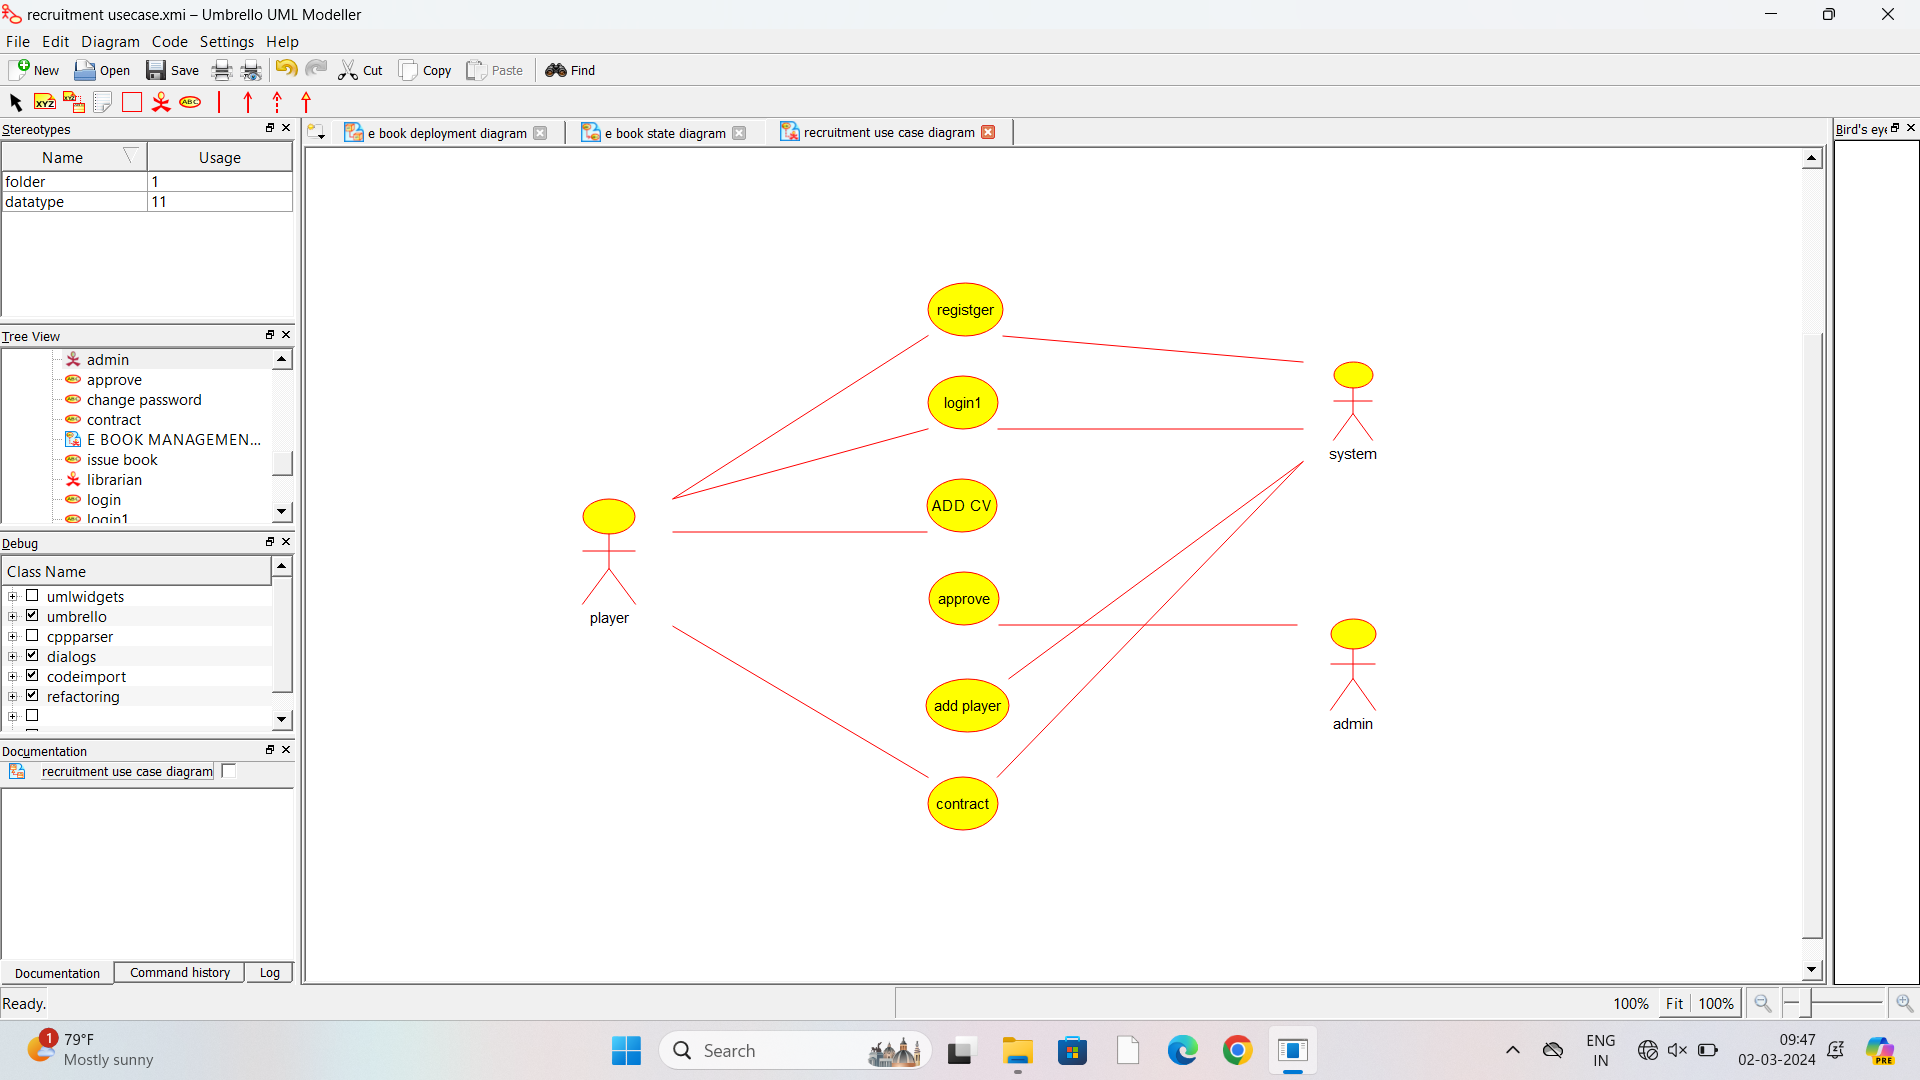 recruitment usecase.xmi – Umbrello UML Modeller
File Edit Diagram Code Settings Help
New Open Save Cut Copy Paste Find
XYZ ABC
Stereotypes
Name Usage
folder 1
datatype 11
Tree View
admin
approve
change password
contract
E BOOK MANAGEMEN...
issue book
librarian
login
login1
Debug
Class Name
umlwidgets
umbrello
cppparser
dialogs
codeimport
refactoring
Documentation
recruitment use case diagram
Documentation Command history Log
e book deployment diagram e book state diagram recruitment use case diagram
registger
login1
ADD CV
approve
add player
contract
player
system
admin
Bird's eye
Ready.
100% Fit 100%
1
79°F
Mostly sunny
Search
PRE
ENG
IN
09:47
02-03-2024